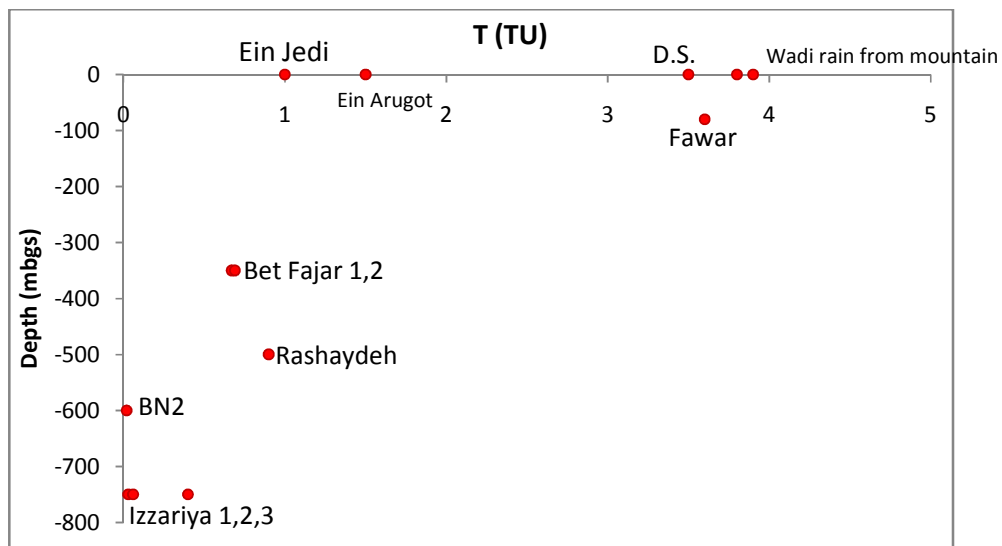 T (TU)
Ein Jedi
D.S.
Wadi rain from mountain
0
Ein Arugot
0 1 2 3 4 5
-100
Fawar
-200
-300
Bet Fajar 1,2
-400
-500
Rashaydeh
-600
BN2
-700
Izzariya 1,2,3
-800
Depth (mbgs)